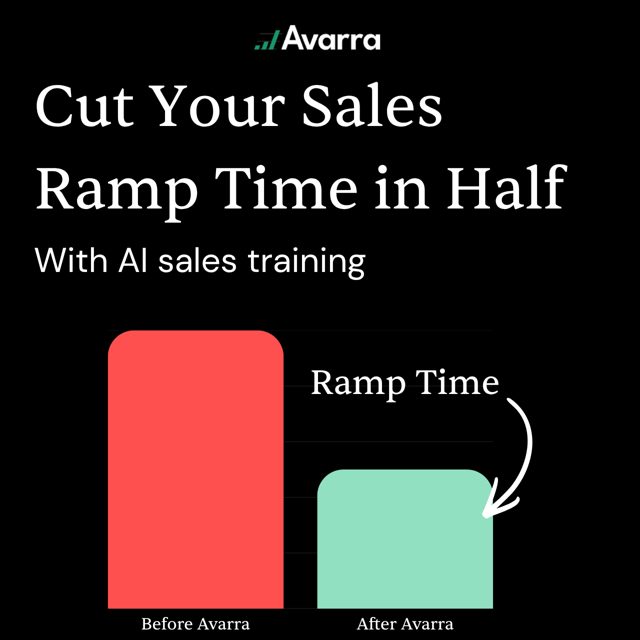 Avarra
Cut Your Sales
Ramp Time in Half
With AI sales training
Ramp Time
Before Avarra
After Avarra